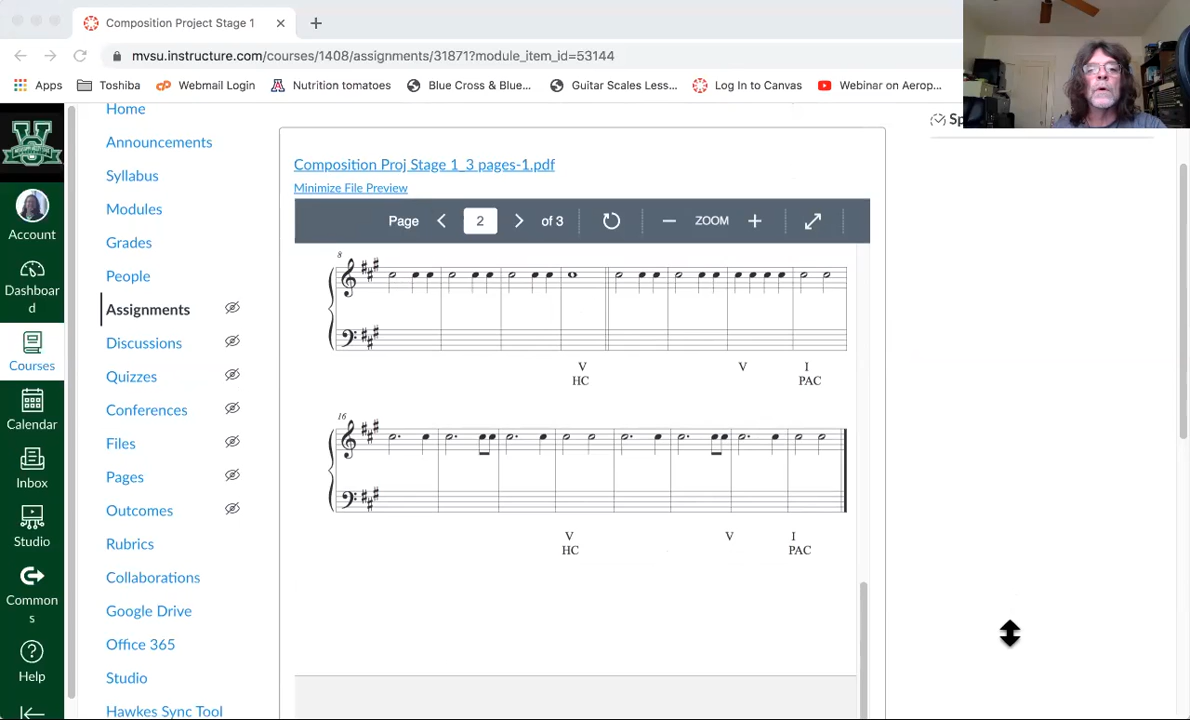 Composition Project Stage 1
mvsu.instructure.com/courses/1408/assignments/31871?module_item_id=53144
Apps Toshiba Webmail Login Nutrition tomatoes Blue Cross & Blue... Guitar Scales Less... Log In to Canvas Webinar on Aerop...
Account
Dashboar
d
Courses
Calendar
Inbox
Studio
Common
s
Help
Home
Announcements
Syllabus
Modules
Grades
People
Assignments
Discussions
Quizzes
Conferences
Files
Pages
Outcomes
Rubrics
Collaborations
Google Drive
Office 365
Studio
Hawkes Sync Tool
Composition Proj Stage 1_3 pages-1.pdf
Minimize File Preview
Page 2 of 3 ZOOM
8
V V I
HC PAC
16
V V I
HC PAC
Sp